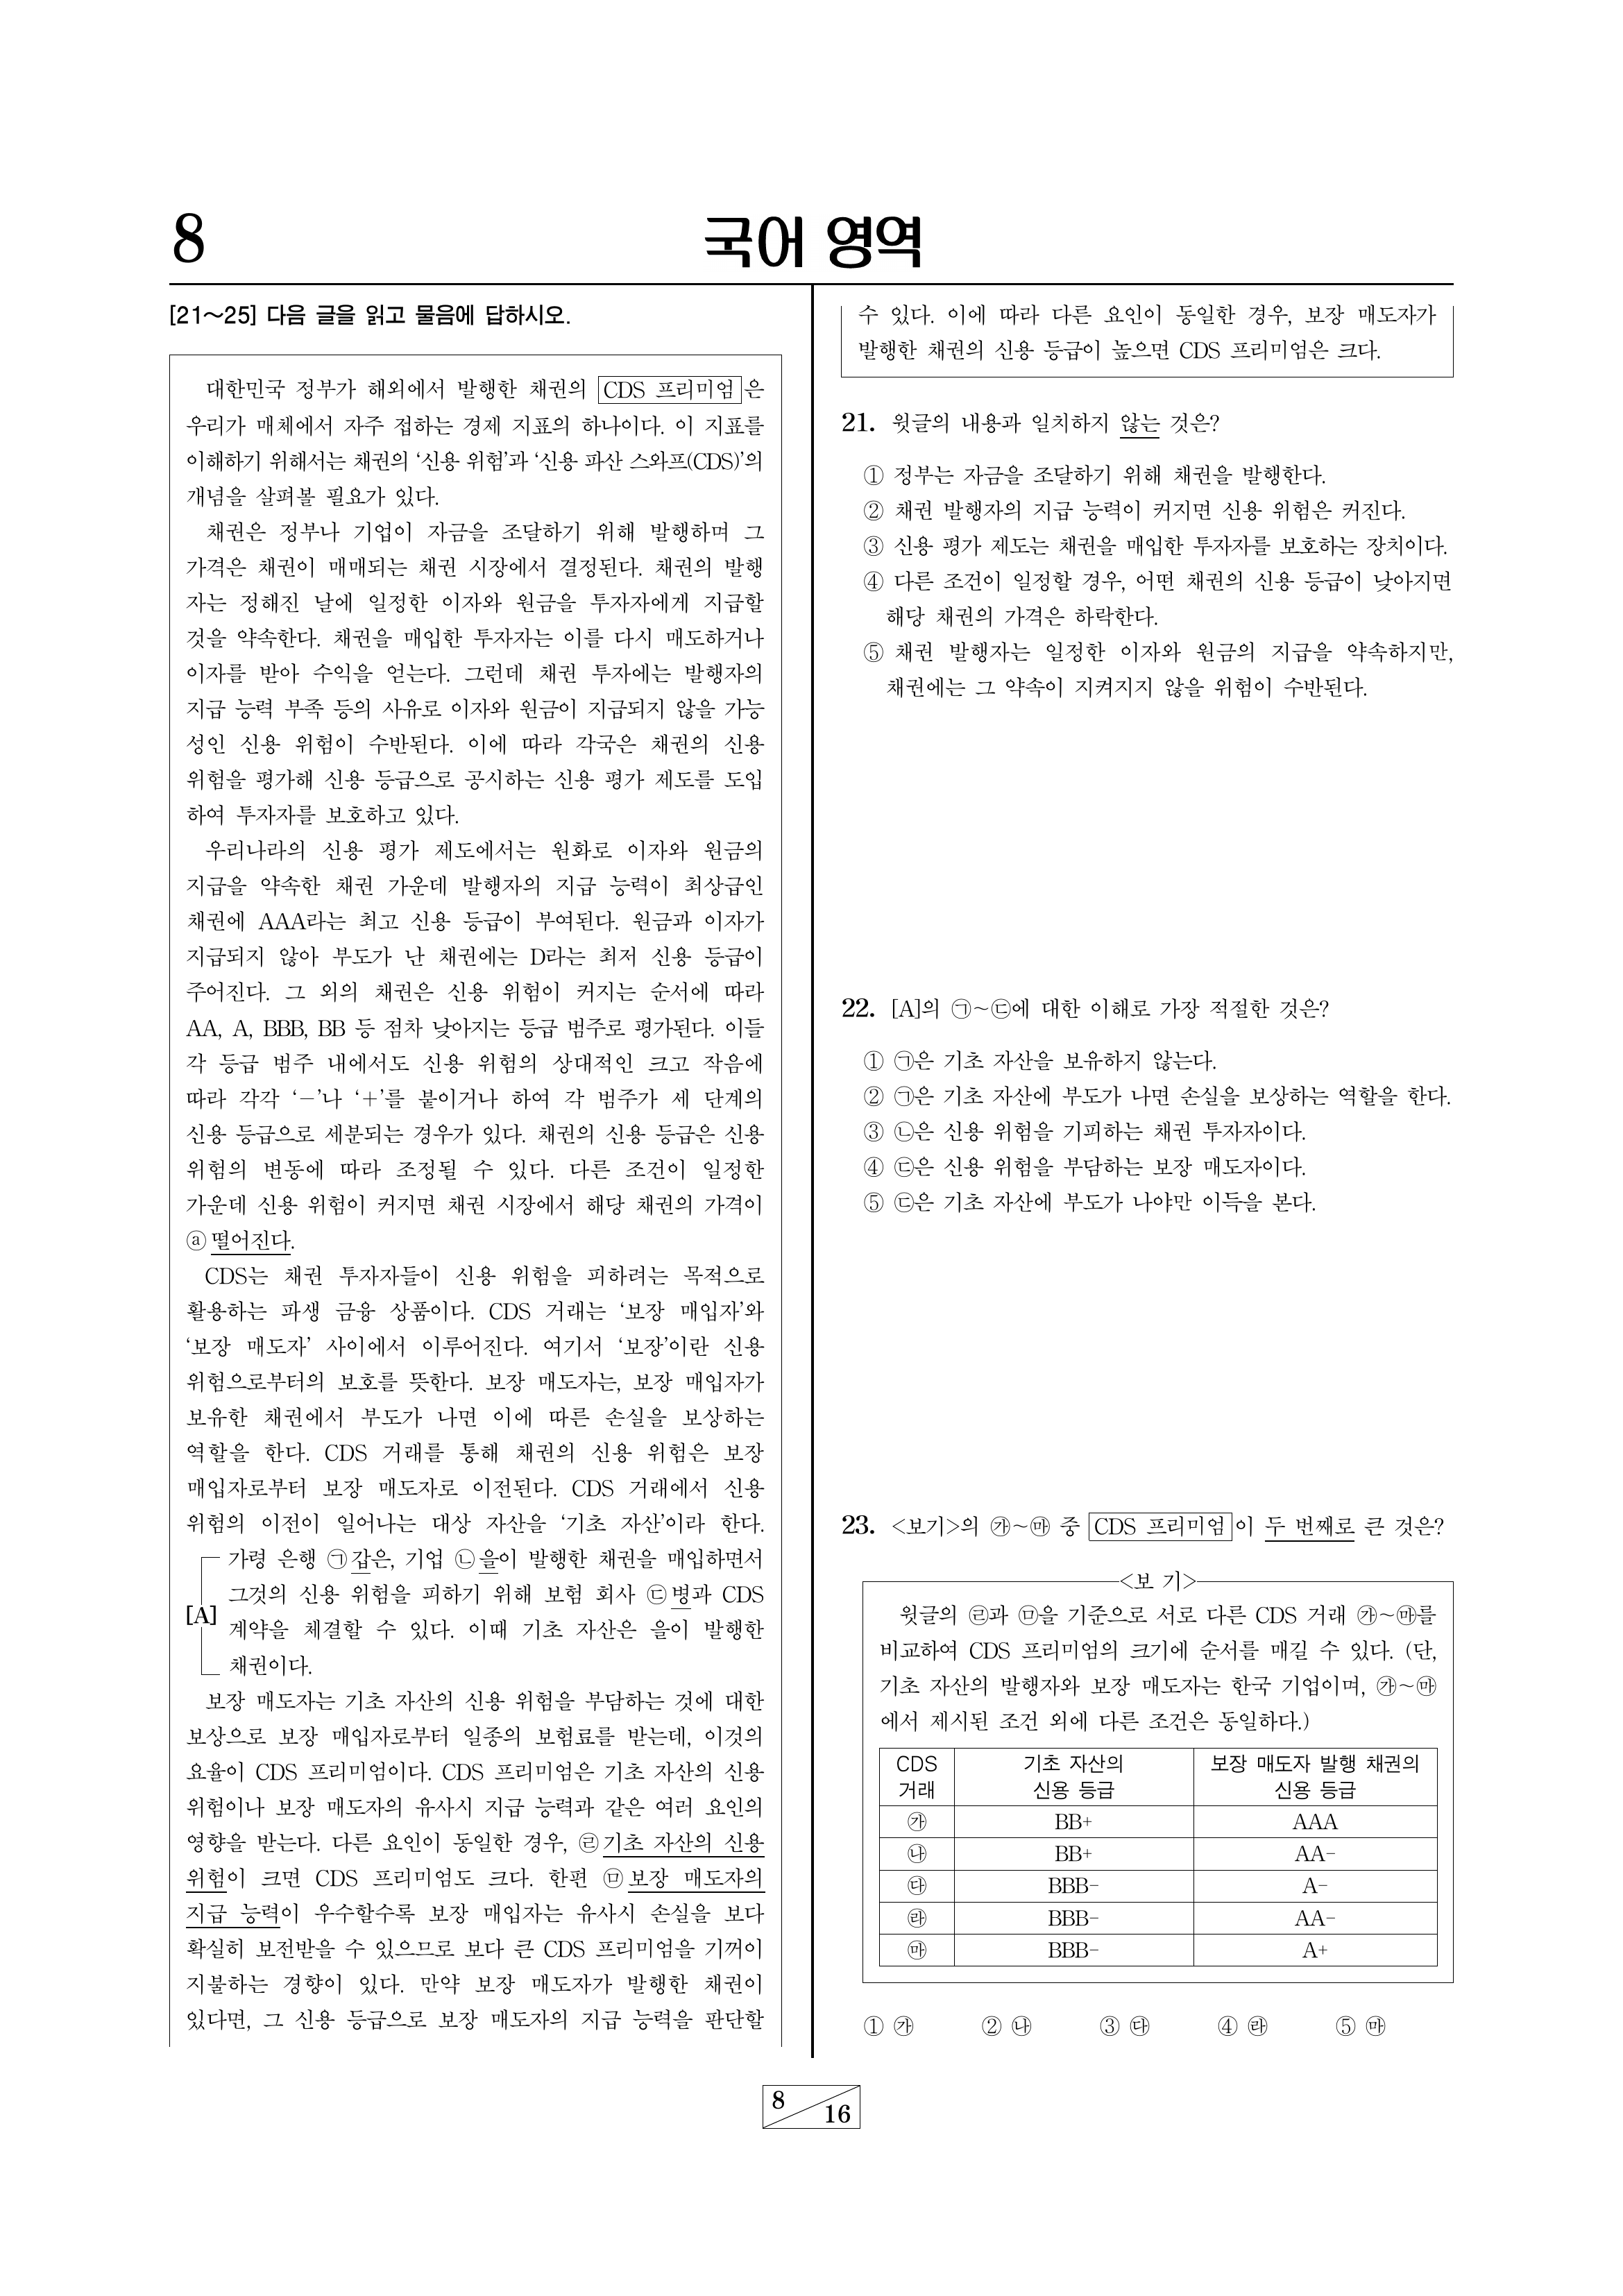 8
국어 영역
[21～25] 다음 글을 읽고 물음에 답하시오.
대한민국 정부가 해외에서 발행한 채권의 CDS 프리미엄 은
우리가 매체에서 자주 접하는 경제 지표의 하나이다. 이 지표를
이해하기 위해서는 채권의 ‘신용 위험’과 ‘신용 파산 스와프(CDS)’의
개념을 살펴볼 필요가 있다.
채권은 정부나 기업이 자금을 조달하기 위해 발행하며 그
가격은 채권이 매매되는 채권 시장에서 결정된다. 채권의 발행
자는 정해진 날에 일정한 이자와 원금을 투자자에게 지급할
것을 약속한다. 채권을 매입한 투자자는 이를 다시 매도하거나
이자를 받아 수익을 얻는다. 그런데 채권 투자에는 발행자의
지급 능력 부족 등의 사유로 이자와 원금이 지급되지 않을 가능
성인 신용 위험이 수반된다. 이에 따라 각국은 채권의 신용
위험을 평가해 신용 등급으로 공시하는 신용 평가 제도를 도입
하여 투자자를 보호하고 있다.
우리나라의 신용 평가 제도에서는 원화로 이자와 원금의
지급을 약속한 채권 가운데 발행자의 지급 능력이 최상급인
채권에 AAA라는 최고 신용 등급이 부여된다. 원금과 이자가
지급되지 않아 부도가 난 채권에는 D라는 최저 신용 등급이
주어진다. 그 외의 채권은 신용 위험이 커지는 순서에 따라
AA, A, BBB, BB 등 점차 낮아지는 등급 범주로 평가된다. 이들
각 등급 범주 내에서도 신용 위험의 상대적인 크고 작음에
따라 각각 ‘－’나 ‘＋’를 붙이거나 하여 각 범주가 세 단계의
신용 등급으로 세분되는 경우가 있다. 채권의 신용 등급은 신용
위험의 변동에 따라 조정될 수 있다. 다른 조건이 일정한
가운데 신용 위험이 커지면 채권 시장에서 해당 채권의 가격이
ⓐ 떨어진다.
CDS는 채권 투자자들이 신용 위험을 피하려는 목적으로
활용하는 파생 금융 상품이다. CDS 거래는 ‘보장 매입자’와
‘보장 매도자’ 사이에서 이루어진다. 여기서 ‘보장’이란 신용
위험으로부터의 보호를 뜻한다. 보장 매도자는, 보장 매입자가
보유한 채권에서 부도가 나면 이에 따른 손실을 보상하는
역할을 한다. CDS 거래를 통해 채권의 신용 위험은 보장
매입자로부터 보장 매도자로 이전된다. CDS 거래에서 신용
위험의 이전이 일어나는 대상 자산을 ‘기초 자산’이라 한다.
가령 은행 ㉠ 갑은, 기업 ㉡ 을이 발행한 채권을 매입하면서
그것의 신용 위험을 피하기 위해 보험 회사 ㉢ 병과 CDS
[A]
계약을 체결할 수 있다. 이때 기초 자산은 을이 발행한
채권이다.
보장 매도자는 기초 자산의 신용 위험을 부담하는 것에 대한
보상으로 보장 매입자로부터 일종의 보험료를 받는데, 이것의
요율이 CDS 프리미엄이다. CDS 프리미엄은 기초 자산의 신용
위험이나 보장 매도자의 유사시 지급 능력과 같은 여러 요인의
영향을 받는다. 다른 요인이 동일한 경우, ㉣ 기초 자산의 신용
위험이 크면 CDS 프리미엄도 크다. 한편 ㉤ 보장 매도자의
지급 능력이 우수할수록 보장 매입자는 유사시 손실을 보다
확실히 보전받을 수 있으므로 보다 큰 CDS 프리미엄을 기꺼이
지불하는 경향이 있다. 만약 보장 매도자가 발행한 채권이
있다면, 그 신용 등급으로 보장 매도자의 지급 능력을 판단할
수 있다. 이에 따라 다른 요인이 동일한 경우, 보장 매도자가
발행한 채권의 신용 등급이 높으면 CDS 프리미엄은 크다.
21. 윗글의 내용과 일치하지 않는 것은?
① 정부는 자금을 조달하기 위해 채권을 발행한다.
② 채권 발행자의 지급 능력이 커지면 신용 위험은 커진다.
③ 신용 평가 제도는 채권을 매입한 투자자를 보호하는 장치이다.
④ 다른 조건이 일정할 경우, 어떤 채권의 신용 등급이 낮아지면
해당 채권의 가격은 하락한다.
⑤ 채권 발행자는 일정한 이자와 원금의 지급을 약속하지만,
채권에는 그 약속이 지켜지지 않을 위험이 수반된다.
22. [A]의 ㉠~㉢에 대한 이해로 가장 적절한 것은?
① ㉠은 기초 자산을 보유하지 않는다.
② ㉠은 기초 자산에 부도가 나면 손실을 보상하는 역할을 한다.
③ ㉡은 신용 위험을 기피하는 채권 투자자이다.
④ ㉢은 신용 위험을 부담하는 보장 매도자이다.
⑤ ㉢은 기초 자산에 부도가 나야만 이득을 본다.
23. <보기>의 ㉮~㉲ 중 CDS 프리미엄 이 두 번째로 큰 것은?
<보 기>
윗글의 ㉣과 ㉤을 기준으로 서로 다른 CDS 거래 ㉮~㉲를
비교하여 CDS 프리미엄의 크기에 순서를 매길 수 있다. (단,
기초 자산의 발행자와 보장 매도자는 한국 기업이며, ㉮~㉲
에서 제시된 조건 외에 다른 조건은 동일하다.)
CDS 거래 기초 자산의 신용 등급 보장 매도자 발행 채권의 신용 등급
㉮ BB+ AAA
㉯ BB+ AA-
㉰ BBB- A-
㉱ BBB- AA-
㉲ BBB- A+
① ㉮ ② ㉯ ③ ㉰ ④ ㉱ ⑤ ㉲
8 16